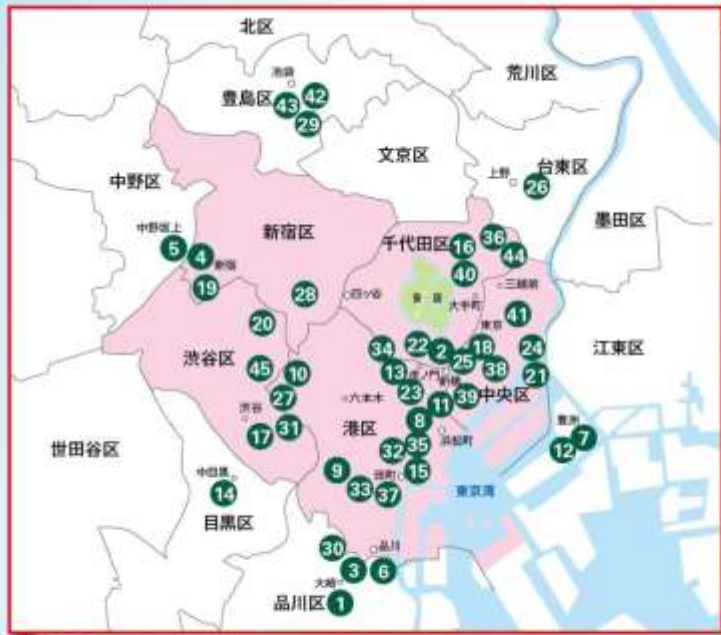 北区
荒川区
池袋
42
豊島区
43
29
文京区
上野
台東区
26
中野区
墨田区
中野坂上
5
4
新宿
新宿区
千代田区
16
36
44
40
19
28
四ッ谷
皇居
大手町
三越前
41
東京
20
34
22
2
18
24
江東区
渋谷区
13
虎ノ門
新橋
25
38
21
45
10
23
11
39
中央区
27
六本木
8
豊洲
7
渋谷
17
31
港区
浜松町
12
世田谷区
32
35
中目黒
9
田町
15
14
33
37
東京湾
目黒区
30
品川
3
6
大崎
1
品川区